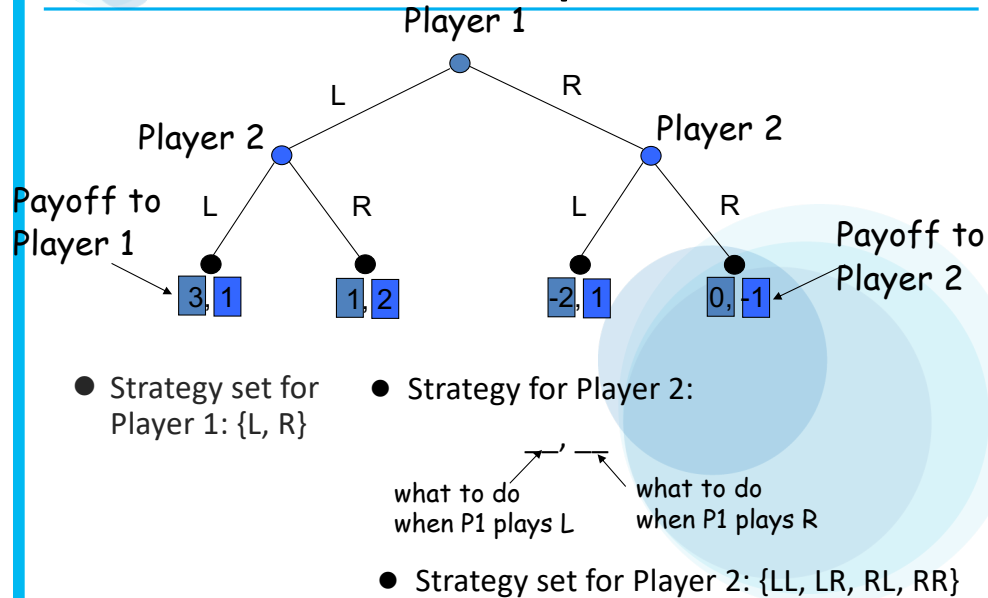 Player 1
L
R
Player 2
Player 2
Payoff to
Player 1
L
R
L
R
Payoff to
Player 2
3, 1
1, 2
-2, 1
0, -1
● Strategy set for
Player 1: {L, R}
● Strategy for Player 2:
__, __
what to do
when P1 plays L
what to do
when P1 plays R
● Strategy set for Player 2: {LL, LR, RL, RR}